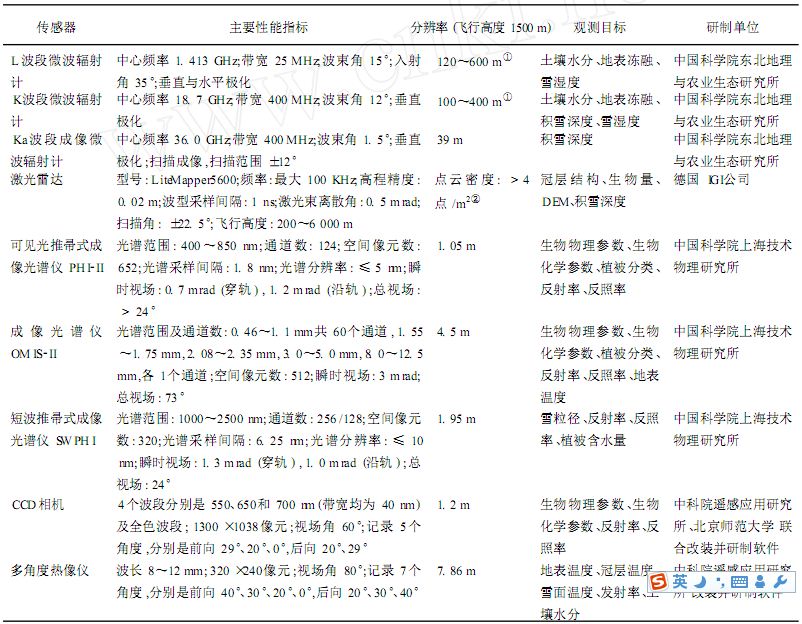 传感器 主要性能指标 分辨率 (飞行高度 1500 m) 观测目标 研制单位
L 波段微波辐射 中心频率 1. 413 GHz;带宽 25 MHz;波束角 15°;入射 120～600 m① 土壤水分、地表冻融、 中国科学院东北地理
计 角 35°;垂直与水平极化 雪湿度 与农业生态研究所
K波段微波辐射 中心频率 18. 7 GHz;带宽 400 MHz;波束角 12°;垂直 100～400 m① 土壤水分、地表冻融、 中国科学院东北地理
计 极化 积雪深度、雪湿度 与农业生态研究所
Ka 波段成像微 中心频率 36. 0 GHz;带宽 400 MHz;波束角 1. 5°;垂直 39 m 积雪深度 中国科学院东北地理
波辐射计 极化;扫描成像,扫描范围 ±12° 与农业生态研究所
激光雷达 型号: LiteMapper5600;频率:最大 100 KHz;高程精度: 点云密度: > 4 冠层结构、生物量、 德国 IGI公司
0. 02 m;波型采样间隔: 1 ns;激光束离散角: 0. 5 mrad; 点 /m²② DEM、积雪深度
扫描角: ±22. 5°;飞行高度: 200～6 000 m
可见光推帚式成 光谱范围: 400～850 nm;通道数: 124;空间像元数: 1. 05 m 生物物理参数、生物 中国科学院上海技术
像光谱仪 PHI-II 652;光谱采样间隔: 1. 8 nm;光谱分辨率: ≤ 5 nm;瞬 化学参数、植被分类、 物理研究所
时视场: 0. 7 mrad (穿轨) , 1. 2 mrad (沿轨) ;总视场: 反射率、反照率
> 24°
成像光谱仪 光谱范围及通道数: 0. 46～1. 1 mm共 60个通道 , 1. 55 4. 5 m 生物物理参数、生物 中国科学院上海技术
OM IS-II ～1. 75 mm, 2. 08～2. 35 mm, 3. 0～5. 0 mm, 8. 0～12. 5 化学参数、植被分类、 物理研究所
mm,各 1个通道;空间像元数: 512;瞬时视场: 3 mrad; 反射率、反照率、地表
总视场: 73° 温度
短波推帚式成像 光谱范围: 1000～2500 nm;通道数: 256 /128;空间像元 1. 95 m 雪粒径、反射率、反照 中国科学院上海技术
光谱仪 SW PH I 数: 320;光谱采样间隔: 6. 25 nm;光谱分辨率: ≤ 10 率、植被含水量 物理研究所
nm;瞬时视场: 1. 3 mrad (穿轨) , 1. 0 mrad (沿轨) ;总
视场: 24°
CCD 相机 4个波段分别是 550、650和 700 nm (带宽均为 40 nm) 1. 2 m 生物物理参数、生物 中科院遥感应用研究
及全色波段; 1300 ×1038像元;视场角 60°;记录 5个 化学参数、反射率、反 所、北京师范大学 联
角度,分别是前向 29°、20°、0°,后向 20°、29° 照率 合改装并研制软件
多角度热像仪 波长 8～12 mm; 320 ×240像元;视场角 80°;记录 7个 7. 86 m 地表温度、冠层温度、 中科院遥感应用研究
角度,分别是前向 40°、30°、20°、0°,后向 20°、30°、40° 雪面温度、发射率、土 所 改装并研制软件
壤水分
英